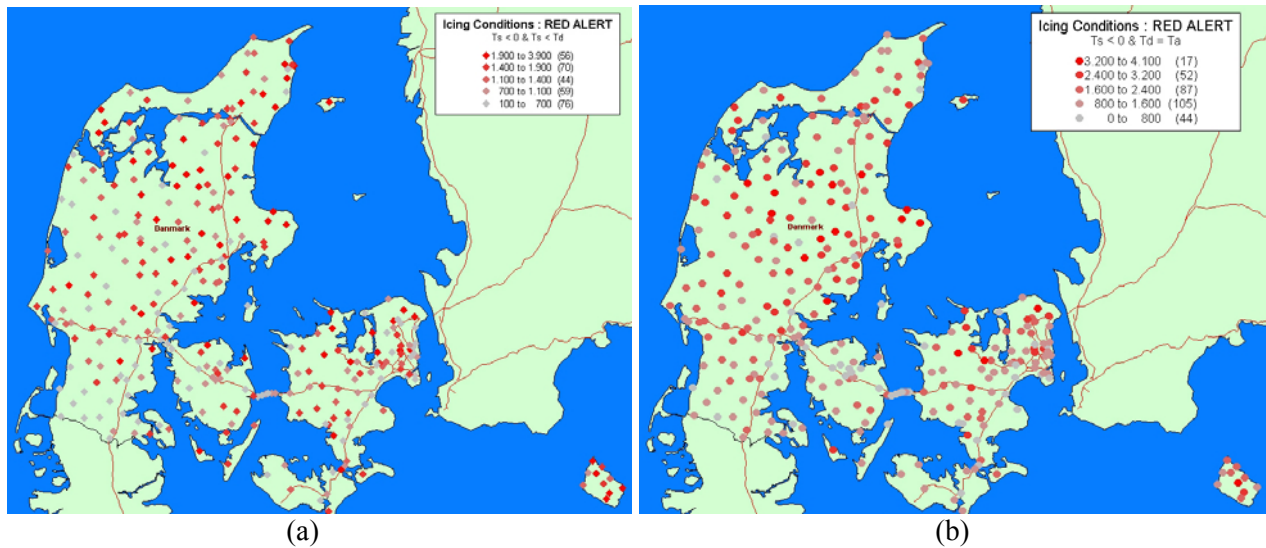 Icing Conditions : RED ALERT
Ts < 0 & Ts < Td
1.900 to 3.900 (56)
1.400 to 1.900 (70)
1.100 to 1.400 (44)
700 to 1.100 (59)
100 to 700 (76)
Danmark
(a)
Icing Conditions : RED ALERT
Ts < 0 & Td = Ta
3.200 to 4.100 (17)
2.400 to 3.200 (52)
1.600 to 2.400 (87)
800 to 1.600 (105)
0 to 800 (44)
Danmark
(b)